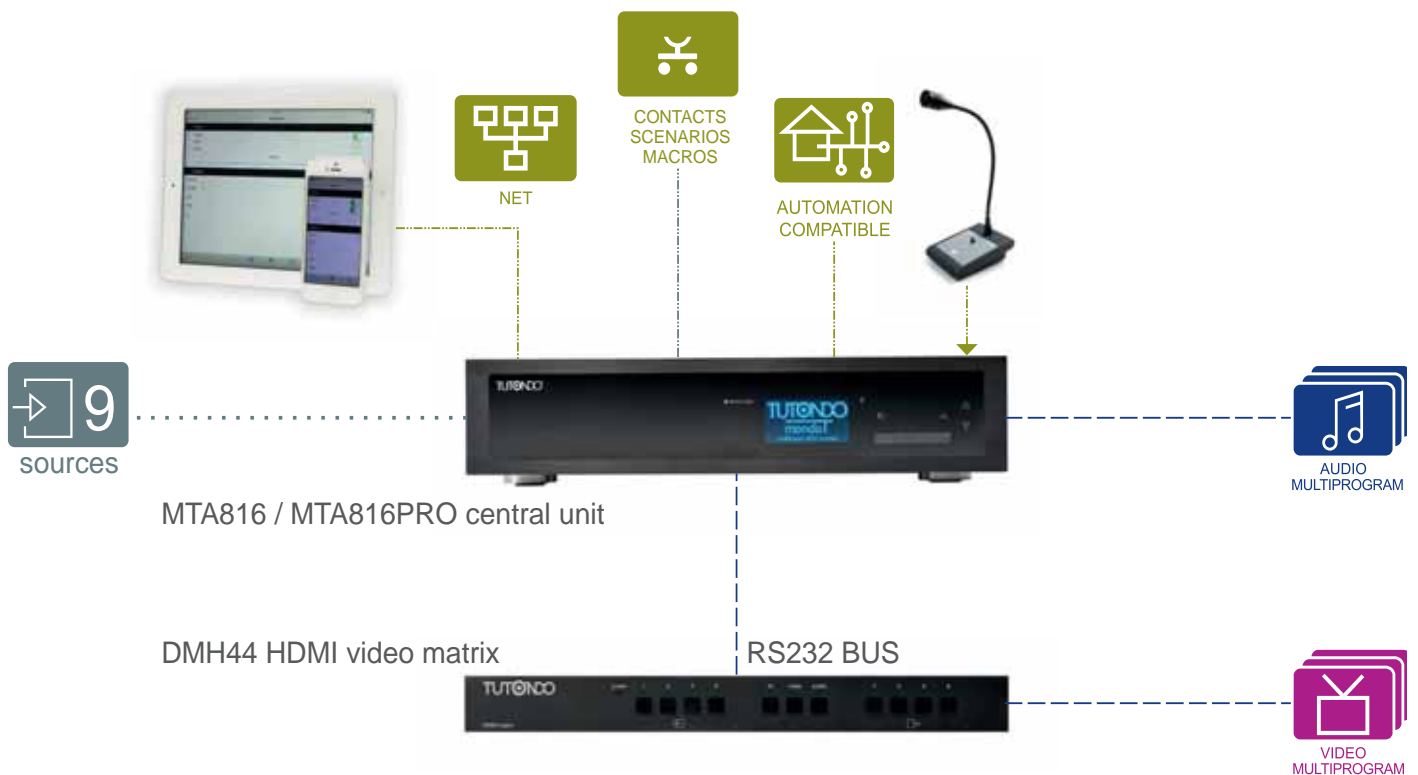 CONTACTS
SCENARIOS
MACROS
NET
AUTOMATION
COMPATIBLE
9
sources
TUTONDO
TUTONDO
mondo
AUDIO
MULTIPROGRAM
MTA816 / MTA816PRO central unit
DMH44 HDMI video matrix
RS232 BUS
TUTONDO
VIDEO
MULTIPROGRAM